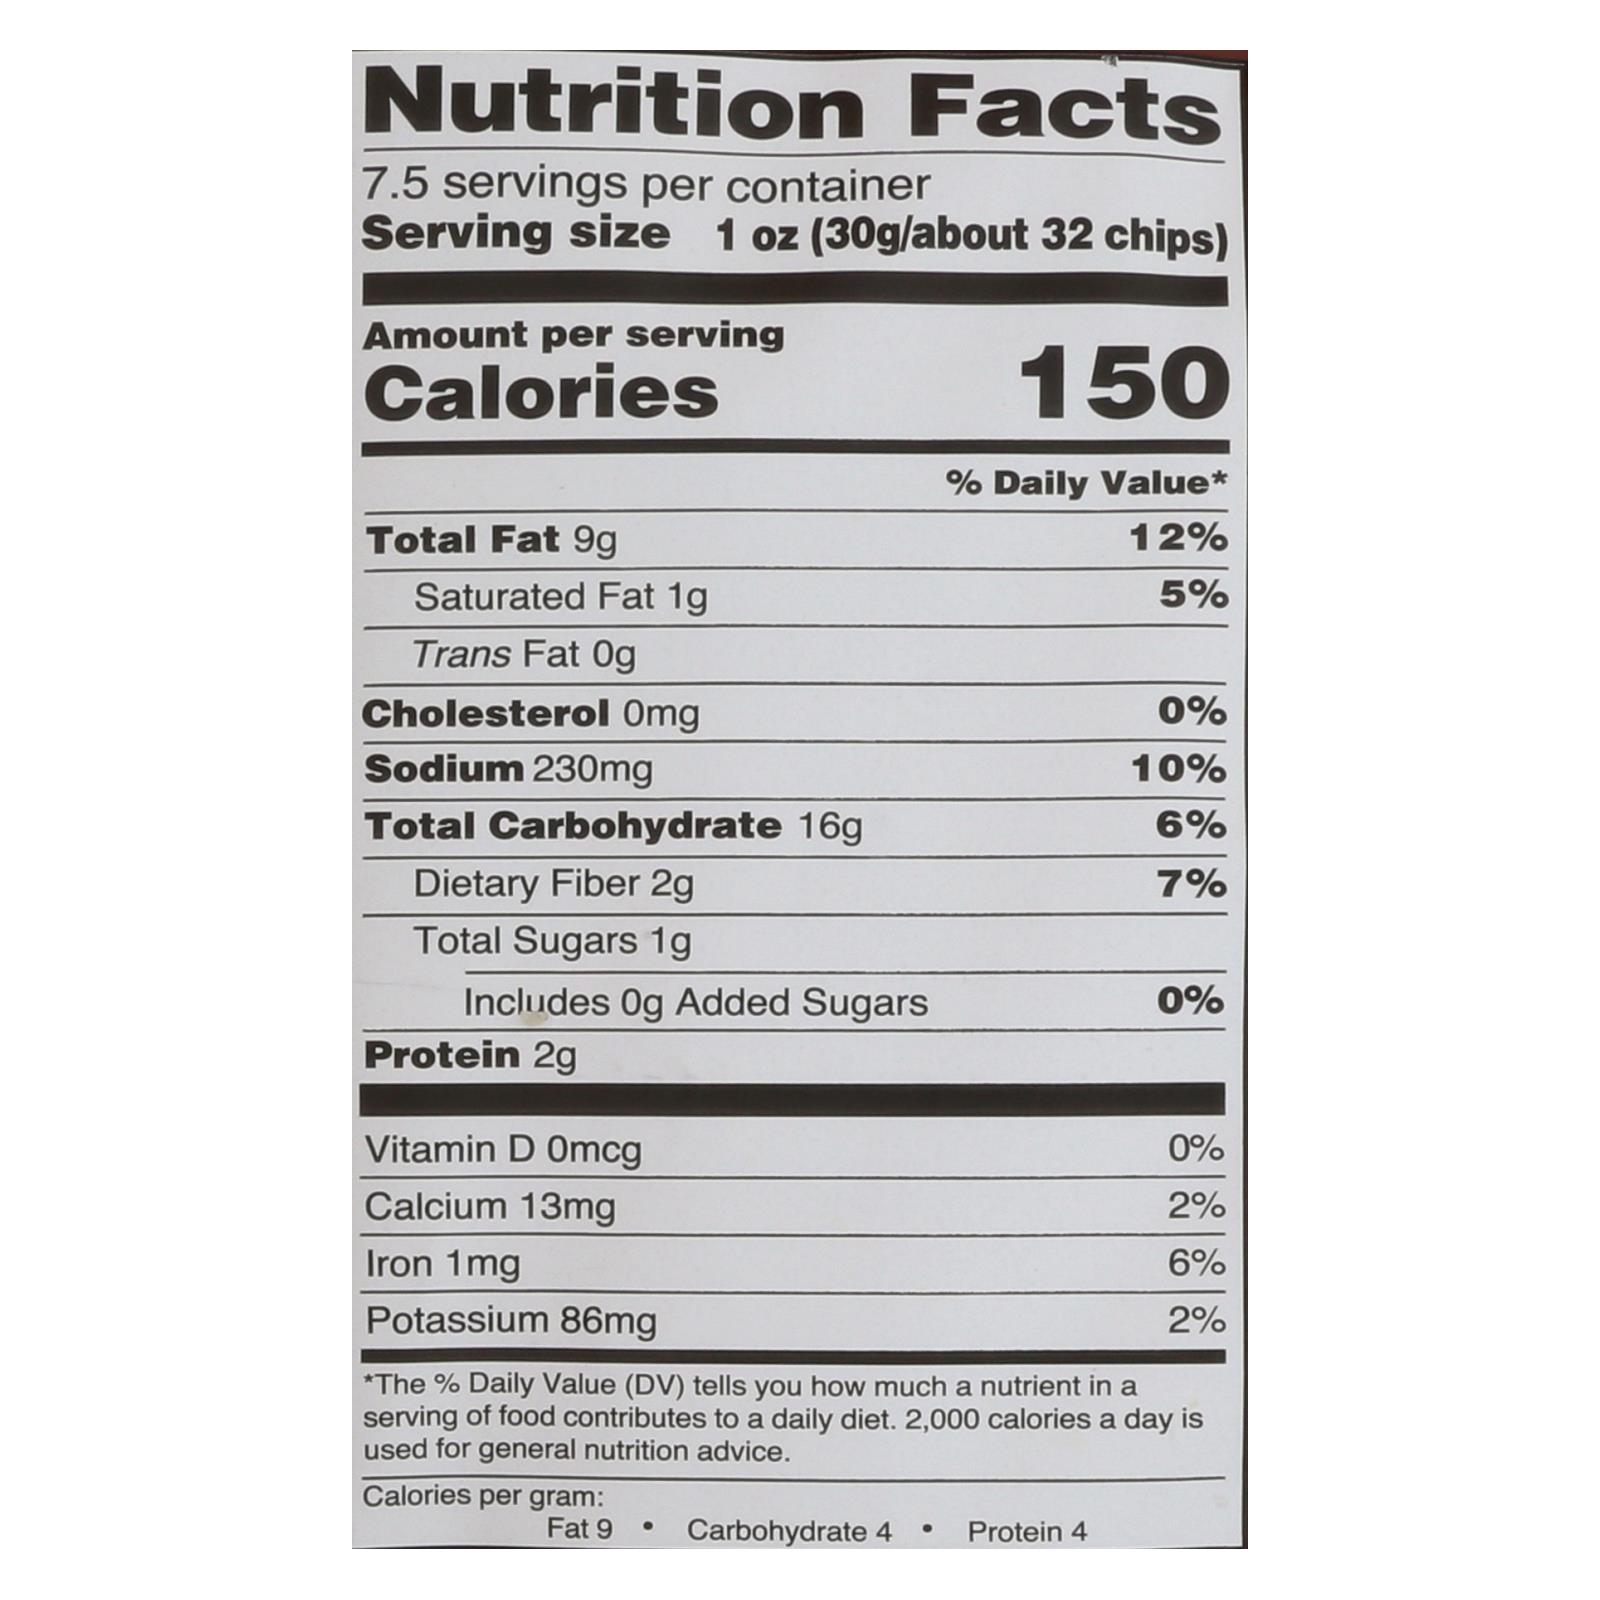 Nutrition Facts
7.5 servings per container
Serving size 1 oz (30g/about 32 chips)
Amount per serving
Calories 150
% Daily Value*
Total Fat 9g 12%
Saturated Fat 1g 5%
Trans Fat 0g
Cholesterol 0mg 0%
Sodium 230mg 10%
Total Carbohydrate 16g 6%
Dietary Fiber 2g 7%
Total Sugars 1g
Includes 0g Added Sugars 0%
Protein 2g
Vitamin D 0mcg 0%
Calcium 13mg 2%
Iron 1mg 6%
Potassium 86mg 2%
*The % Daily Value (DV) tells you how much a nutrient in a
serving of food contributes to a daily diet. 2,000 calories a day is
used for general nutrition advice.
Calories per gram:
Fat 9 • Carbohydrate 4 • Protein 4